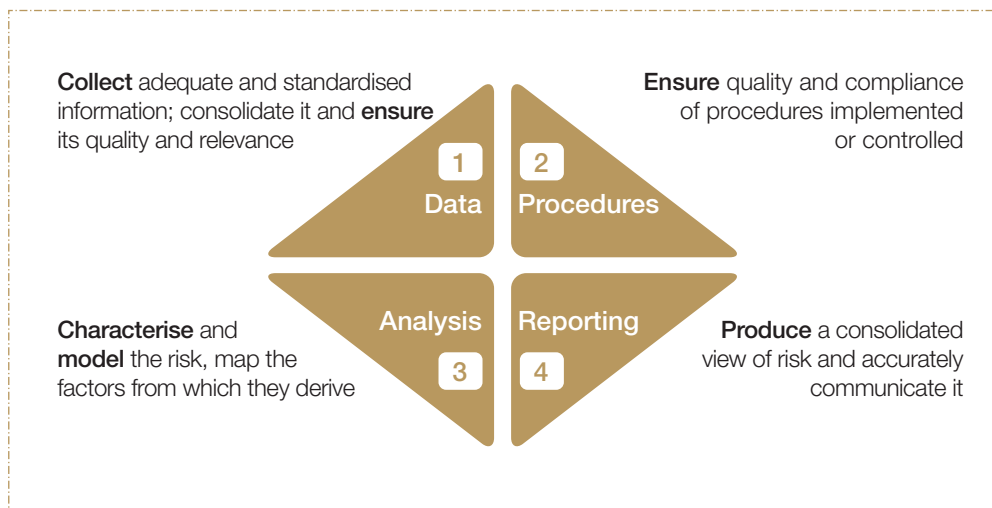 Collect adequate and standardised
information; consolidate it and ensure
its quality and relevance
1
Data
Ensure quality and compliance
of procedures implemented
or controlled
2
Procedures
Characterise and
model the risk, map the
factors from which they derive
Analysis
3
Reporting
4
Produce a consolidated
view of risk and accurately
communicate it